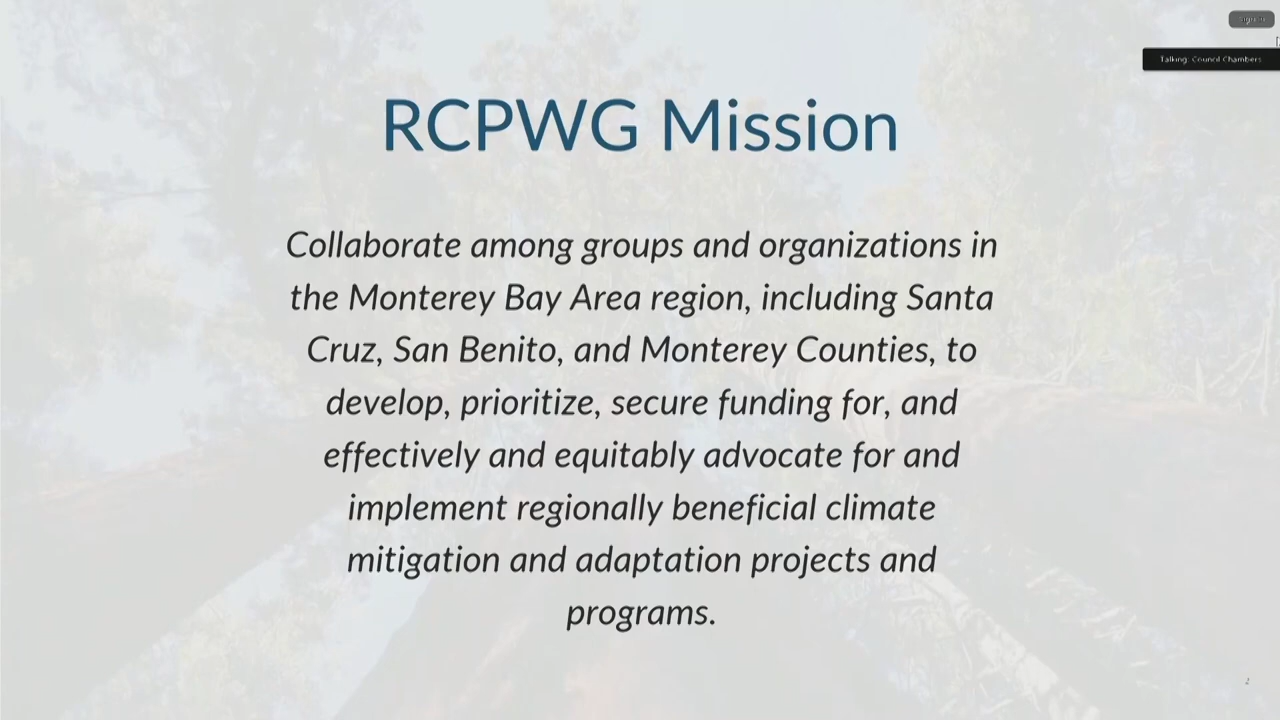 Talking: Council Chambers
RCPWG Mission
Collaborate among groups and organizations in
the Monterey Bay Area region, including Santa
Cruz, San Benito, and Monterey Counties, to
develop, prioritize, secure funding for, and
effectively and equitably advocate for and
implement regionally beneficial climate
mitigation and adaptation projects and
programs.
2